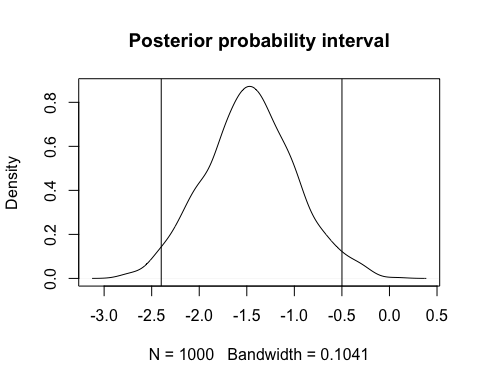 Posterior probability interval
Density
0.8
0.6
0.4
0.2
0.0
-3.0 -2.5 -2.0 -1.5 -1.0 -0.5 0.0 0.5
N = 1000 Bandwidth = 0.1041